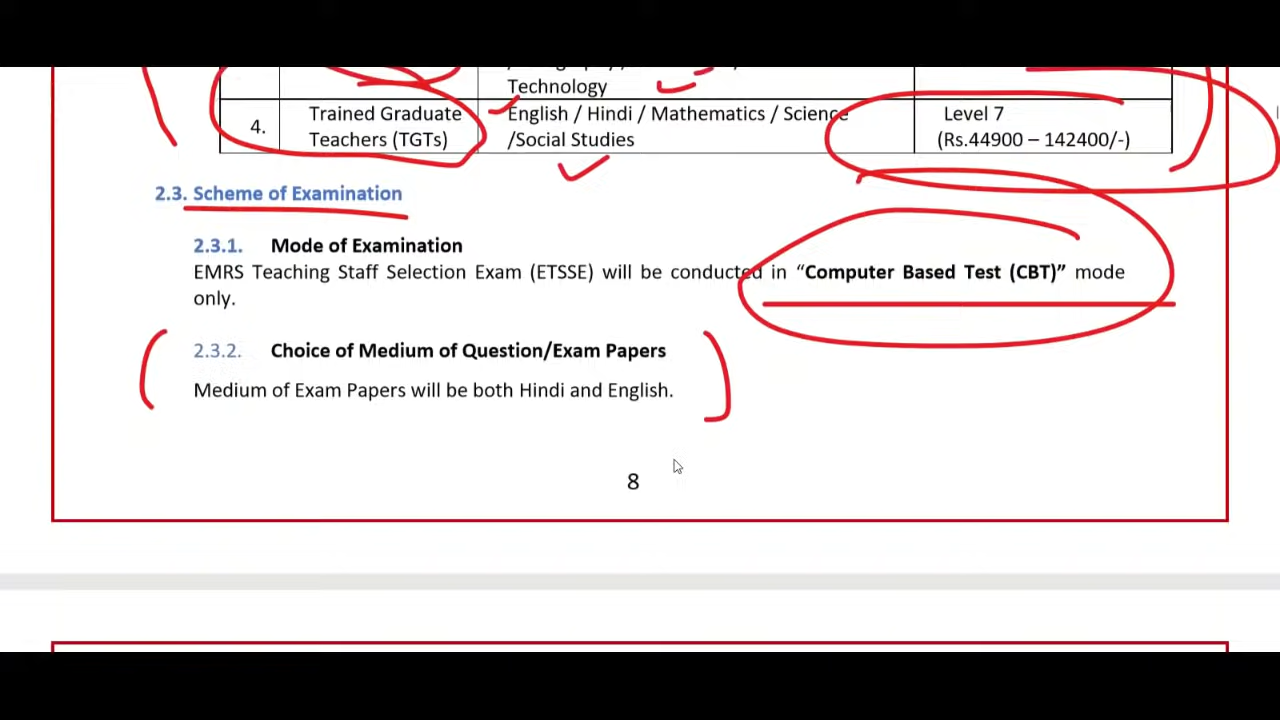 Technology
4. Trained Graduate Teachers (TGTs) English / Hindi / Mathematics / Science /Social Studies Level 7 (Rs.44900 – 142400/-)
2.3. Scheme of Examination
2.3.1. Mode of Examination
EMRS Teaching Staff Selection Exam (ETSSE) will be conducted in “Computer Based Test (CBT)” mode
only.
2.3.2. Choice of Medium of Question/Exam Papers
Medium of Exam Papers will be both Hindi and English.
8